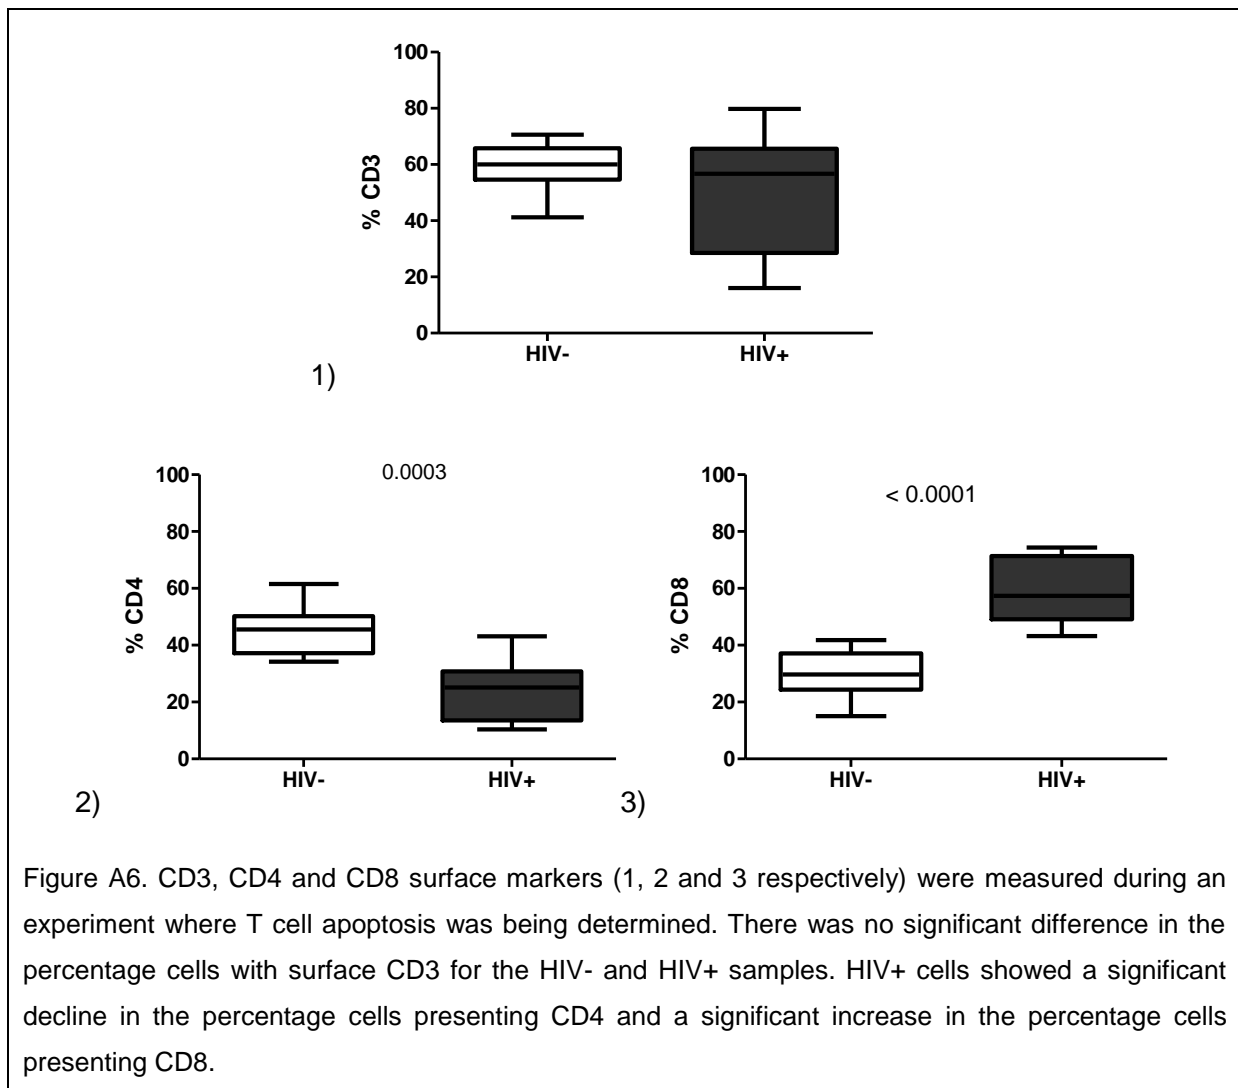 100
80
60
40
20
0
% CD3
HIV-
HIV+
1)
0.0003
100
80
60
40
20
0
% CD4
HIV-
HIV+
2)
< 0.0001
100
80
60
40
20
0
% CD8
HIV-
HIV+
3)
Figure A6. CD3, CD4 and CD8 surface markers (1, 2 and 3 respectively) were measured during an
experiment where T cell apoptosis was being determined. There was no significant difference in the
percentage cells with surface CD3 for the HIV- and HIV+ samples. HIV+ cells showed a significant
decline in the percentage cells presenting CD4 and a significant increase in the percentage cells
presenting CD8.